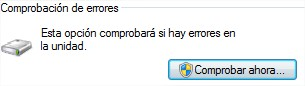 Comprobación de errores
Esta opción comprobará si hay errores en
la unidad.
Comprobar ahora...